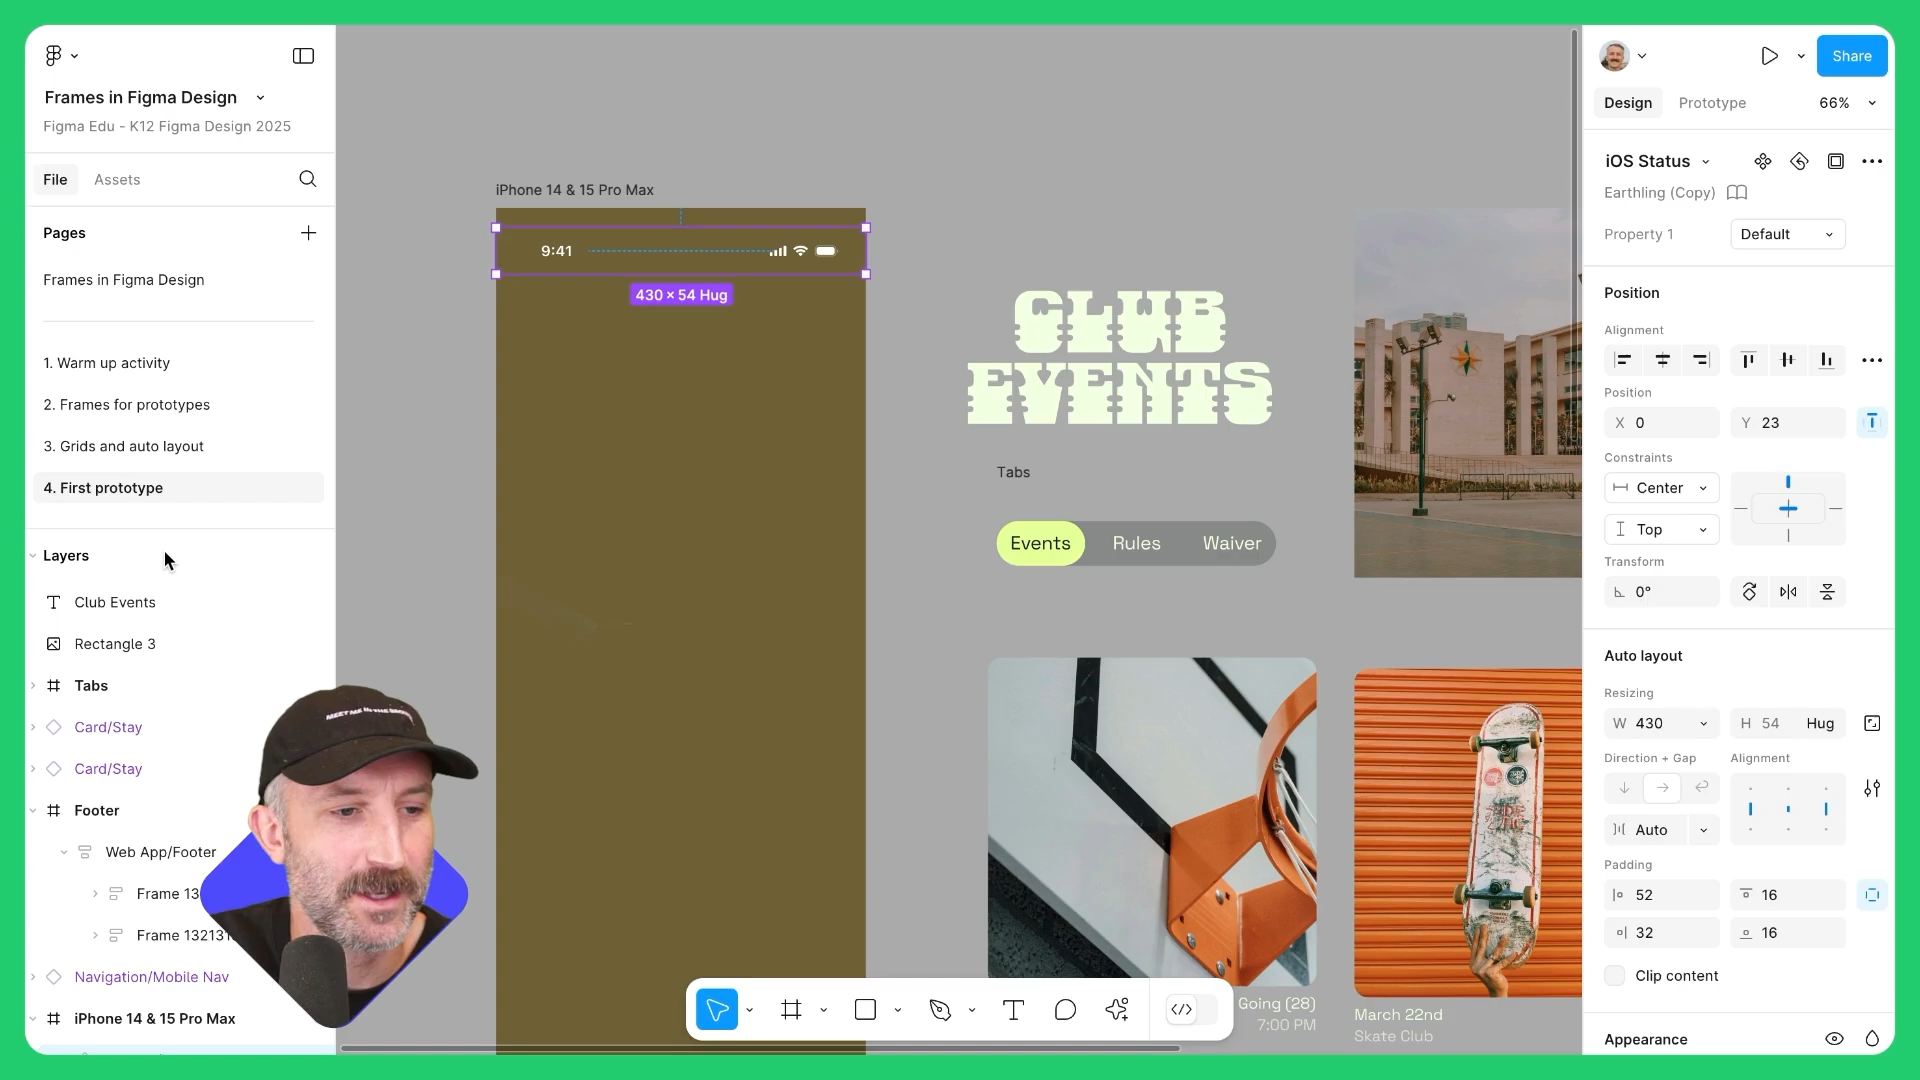 Frames in Figma Design
Figma Edu - K12 Figma Design 2025
File
Assets
Pages
Frames in Figma Design
1. Warm up activity
2. Frames for prototypes
3. Grids and auto layout
4. First prototype
Layers
Club Events
Rectangle 3
Tabs
Card/Stay
Card/Stay
Footer
Web App/Footer
Frame 13
Frame 13213
Navigation/Mobile Nav
iPhone 14 & 15 Pro Max
iPhone 14 & 15 Pro Max
9:41
430 × 54 Hug
CLUB
EVENTS
Tabs
Events
Rules
Waiver
Going (28)
7:00 PM
March 22nd
Skate Club
Share
Design
Prototype
66%
iOS Status
Earthling (Copy)
Property 1
Default
Position
Alignment
Position
X 0
Y 23
Constraints
Center
Top
Transform
0°
Auto layout
Resizing
W 430
H 54 Hug
Direction + Gap
Alignment
Auto
Padding
52
16
32
16
Clip content
Appearance